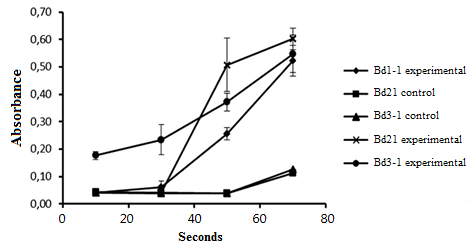 0,70
0,60
0,50
0,40
0,30
0,20
0,10
0,00
Absorbance
0 20 40 60 80
Seconds
Bd1-1 experimental
Bd21 control
Bd3-1 control
Bd21 experimental
Bd3-1 experimental